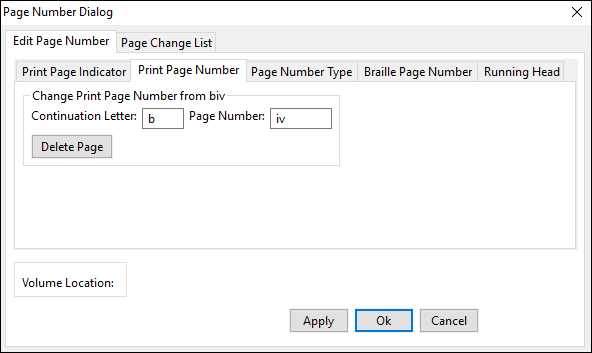 Page Number Dialog
Edit Page Number Page Change List
Print Page Indicator Print Page Number Page Number Type Braille Page Number Running Head
Change Print Page Number from biv
Continuation Letter: b Page Number: iv
Delete Page
Volume Location:
Apply Ok Cancel